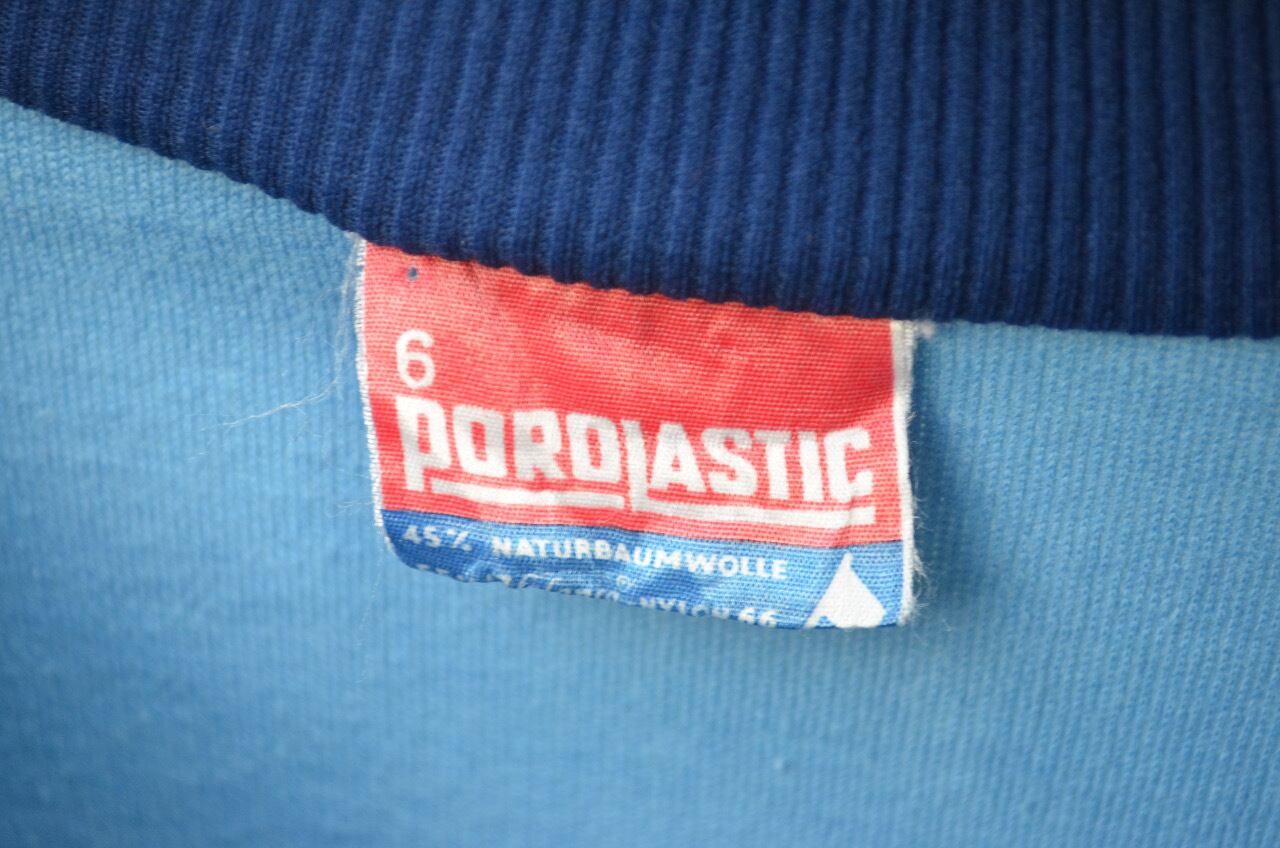 6
POROLASTIC
45% NATURBAUMWOLLE
NYLON 66